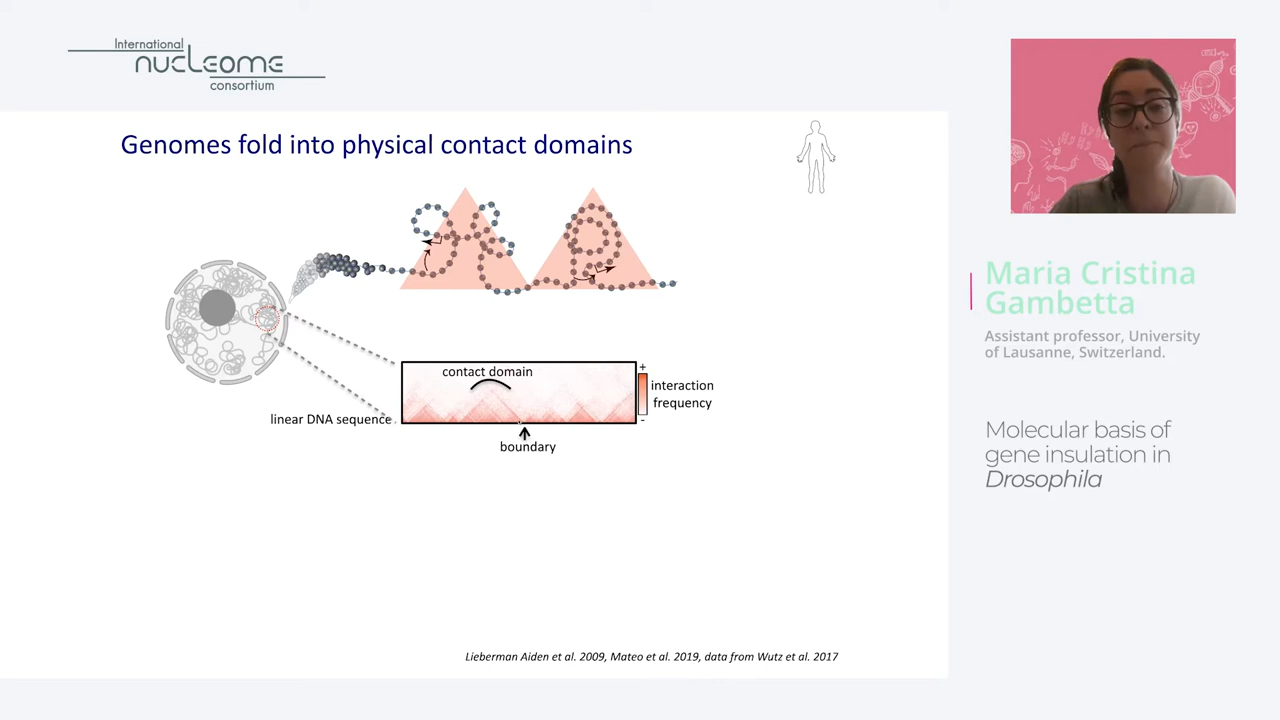 International
nucleome
consortium
Genomes fold into physical contact domains
contact domain
+
interaction
frequency
-
linear DNA sequence
boundary
Lieberman Aiden et al. 2009, Mateo et al. 2019, data from Wutz et al. 2017
Maria Cristina
Gambetta
Assistant professor, University
of Lausanne, Switzerland.
Molecular basis of
gene insulation in
Drosophila